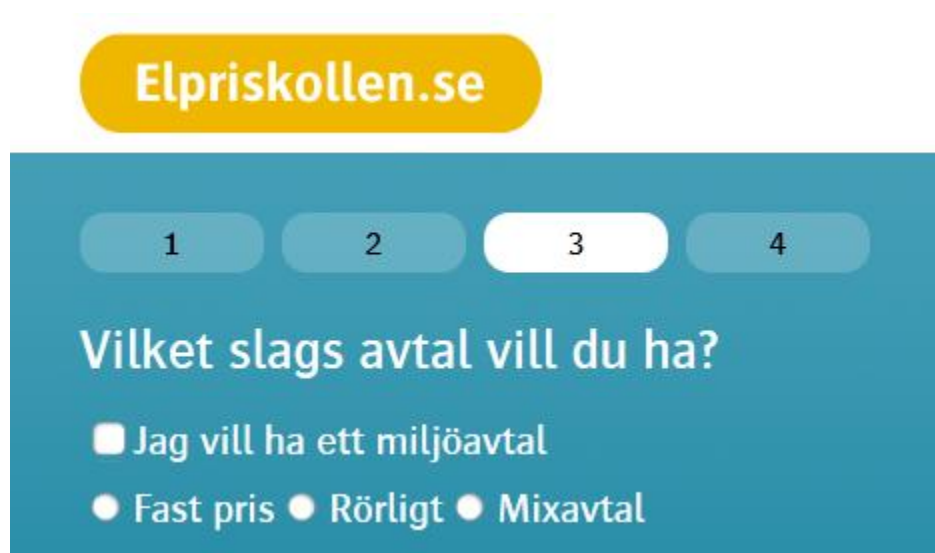 Elpriskollen.se
1 2 3 4
Vilket slags avtal vill du ha?
Jag vill ha ett miljöavtal
Fast pris Rörligt Mixavtal